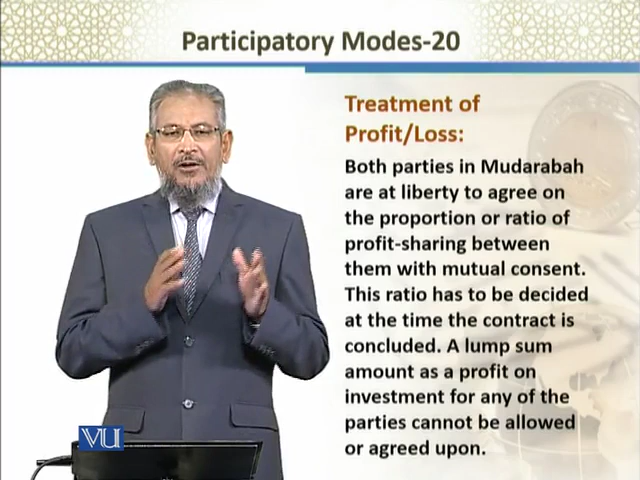 Participatory Modes-20
Treatment of
Profit/Loss:
Both parties in Mudarabah
are at liberty to agree on
the proportion or ratio of
profit-sharing between
them with mutual consent.
This ratio has to be decided
at the time the contract is
concluded. A lump sum
amount as a profit on
investment for any of the
parties cannot be allowed
or agreed upon.
VU